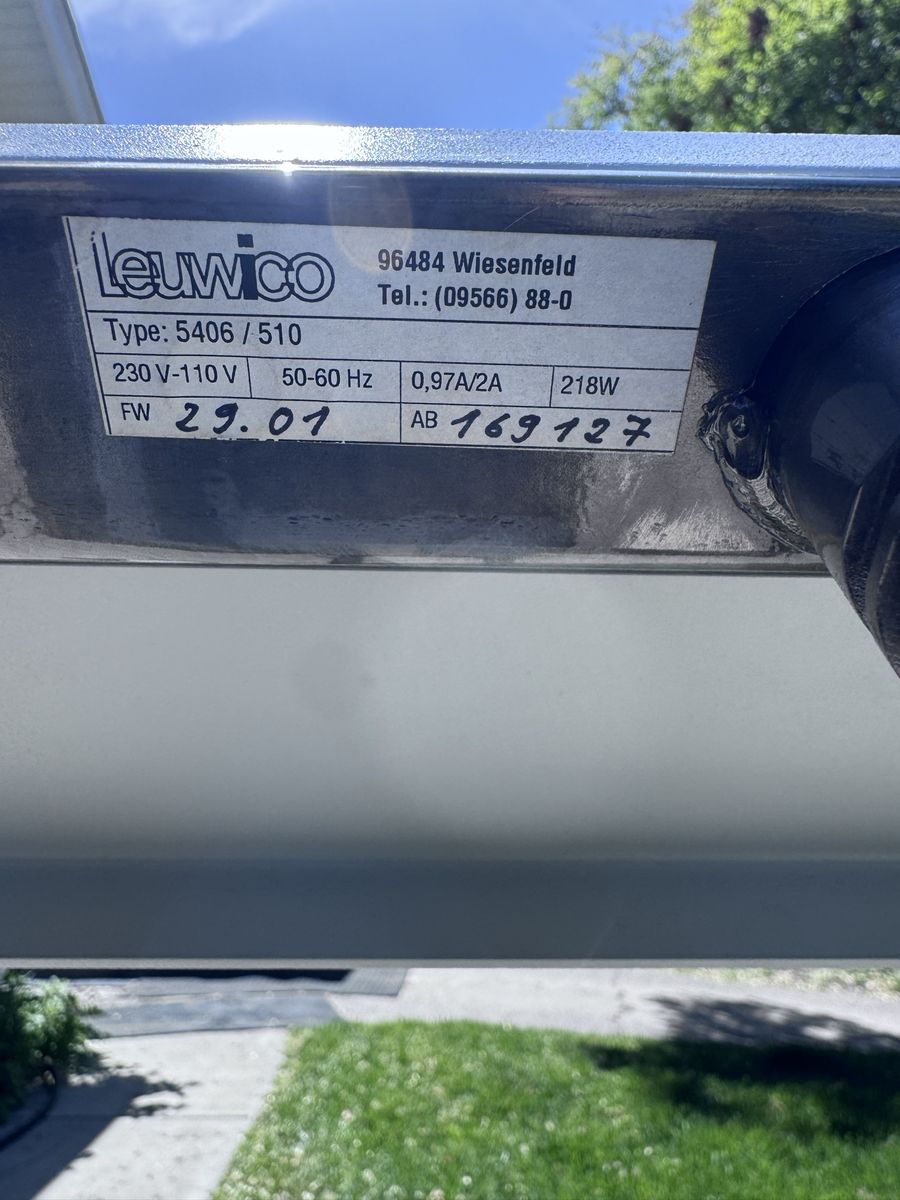 Leuwico
96484 Wiesenfeld
Tel.: (09566) 88-0
Type: 5406 / 510
230 V-110 V 50-60 Hz 0,97A/2A 218W
FW 29.01 AB 169127